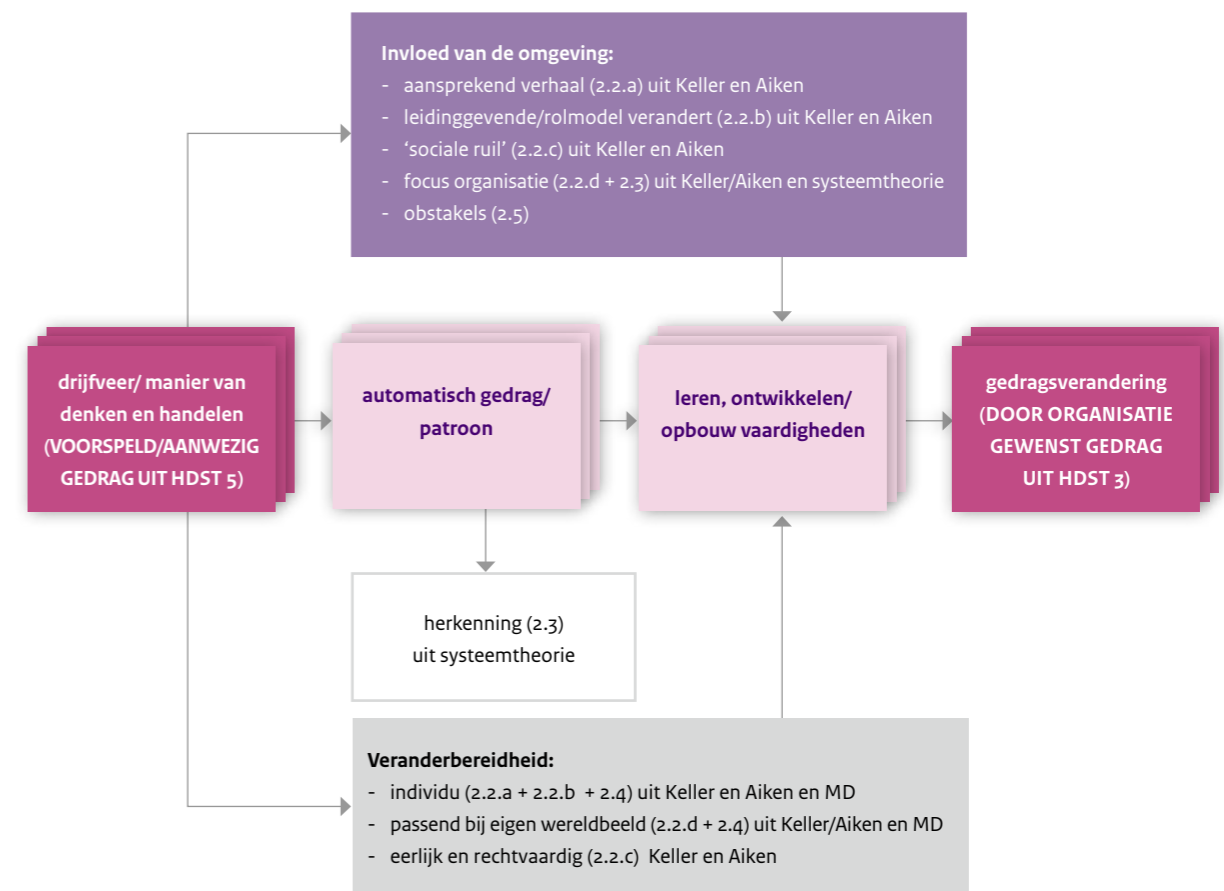 Invloed van de omgeving:
- aansprekend verhaal (2.2.a) uit Keller en Aiken
- leidinggevende/rolmodel verandert (2.2.b) uit Keller en Aiken
- ‘sociale ruil’ (2.2.c) uit Keller en Aiken
- focus organisatie (2.2.d + 2.3) uit Keller/Aiken en systeemtheorie
- obstakels (2.5)
drijfveer/ manier van
denken en handelen
(VOORSPELD/AANWEZIG
GEDRAG UIT HDST 5)
automatisch gedrag/
patroon
leren, ontwikkelen/
opbouw vaardigheden
gedragsverandering
(DOOR ORGANISATIE
GEWENST GEDRAG
UIT HDST 3)
herkenning (2.3)
uit systeemtheorie
Veranderbereidheid:
- individu (2.2.a + 2.2.b + 2.4) uit Keller en Aiken en MD
- passend bij eigen wereldbeeld (2.2.d + 2.4) uit Keller/Aiken en MD
- eerlijk en rechtvaardig (2.2.c) Keller en Aiken